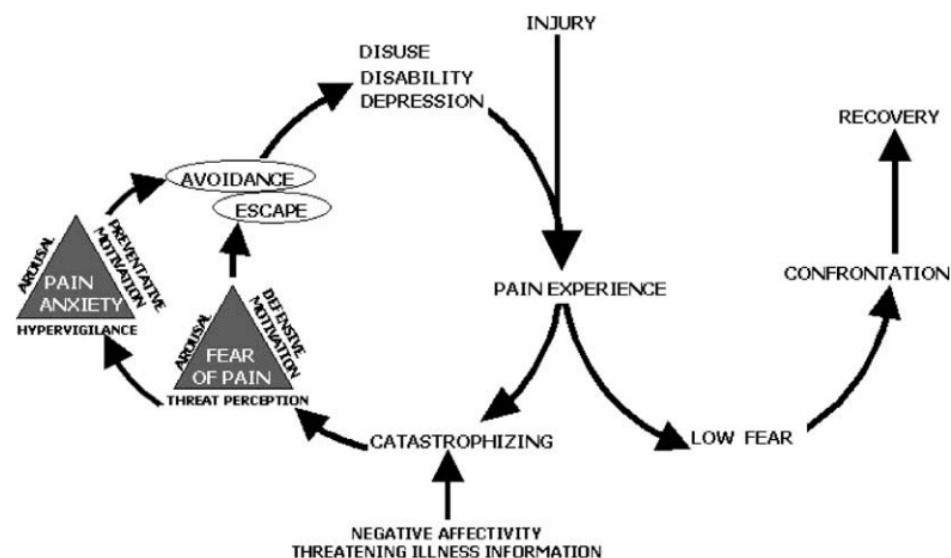 INJURY
DISUSE
DISABILITY
DEPRESSION
RECOVERY
AVOIDANCE
ESCAPE
AROUSAL
PREVENTATIVE
MOTIVATION
PAIN
ANXIETY
HYPERVIGILANCE
AROUSAL
DEFENSIVE
MOTIVATION
FEAR
OF PAIN
THREAT PERCEPTION
PAIN EXPERIENCE
CONFRONTATION
CATASTROPHIZING
LOW FEAR
NEGATIVE AFFECTIVITY
THREATENING ILLNESS INFORMATION